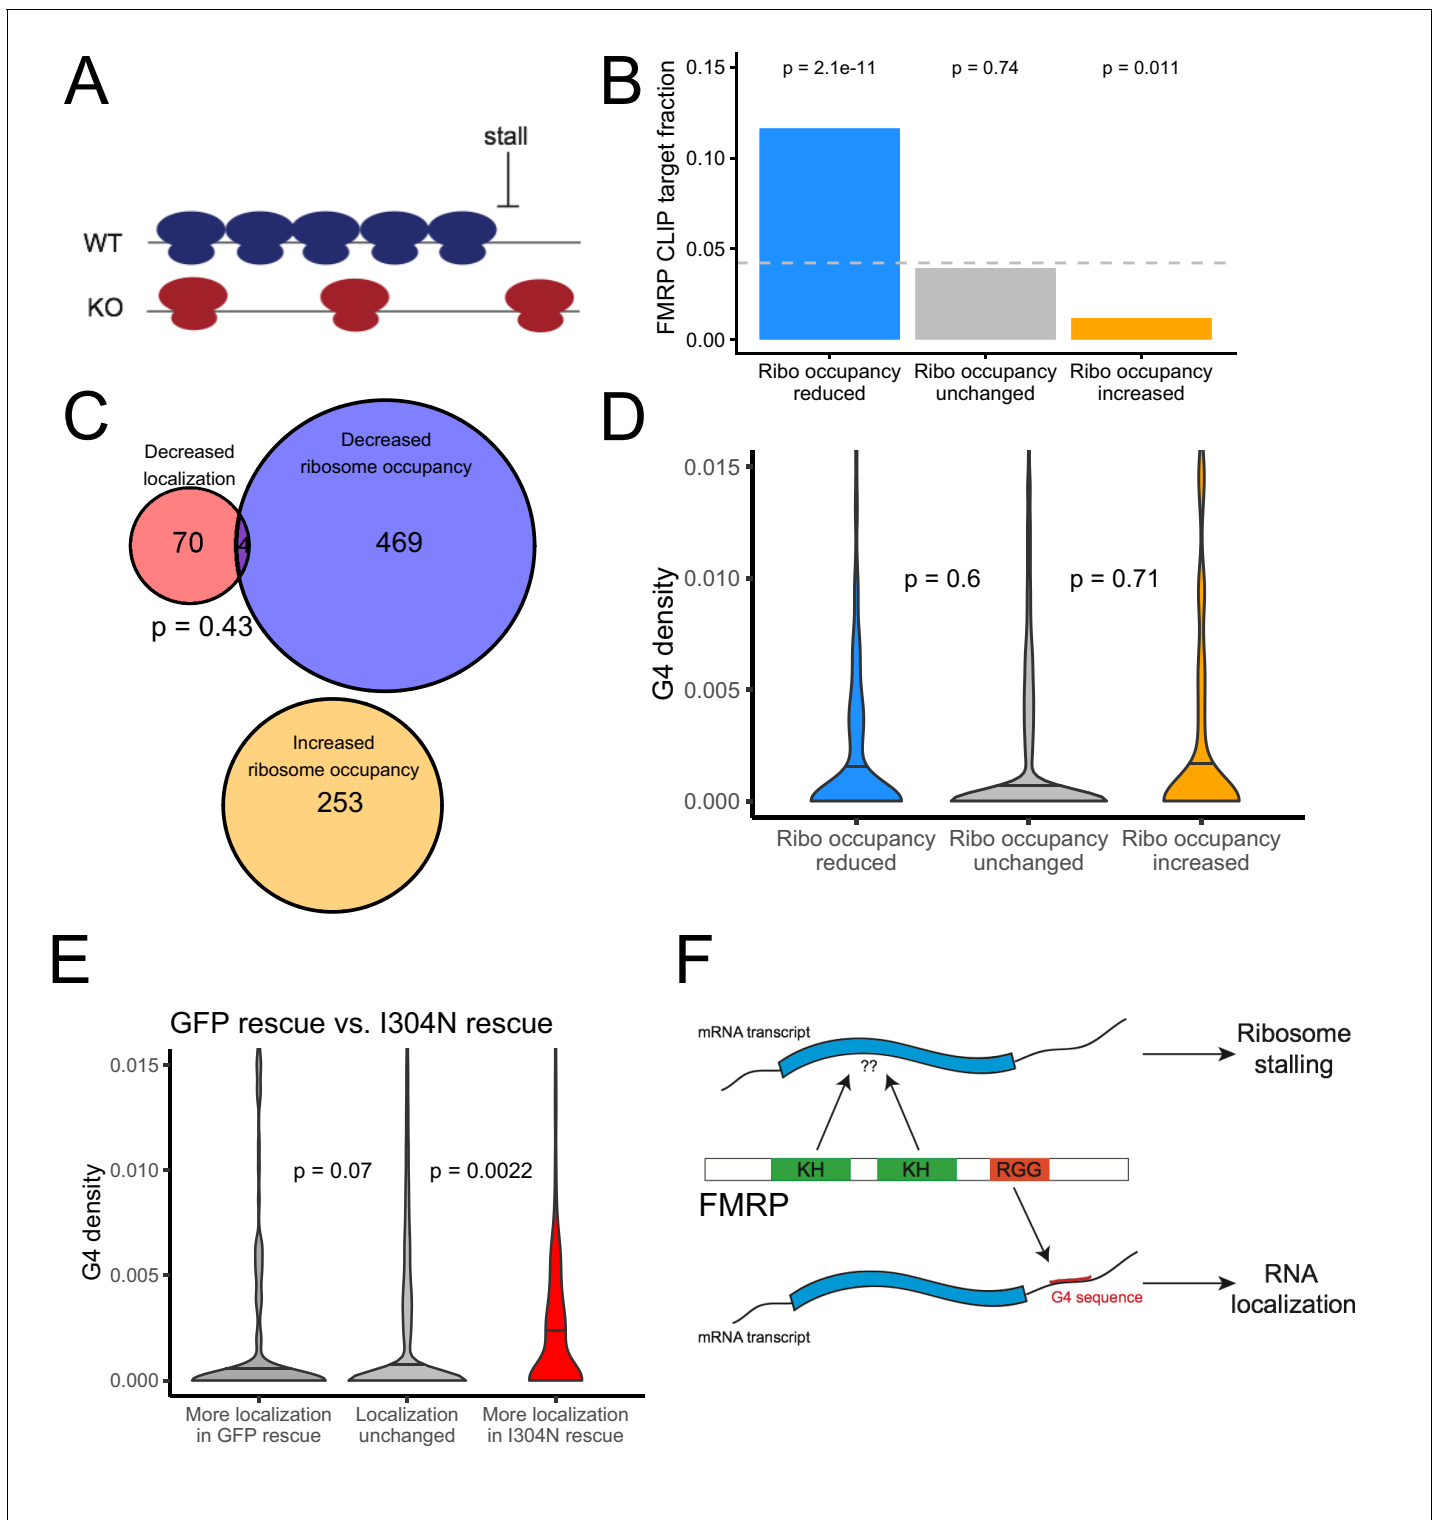 A
stall
WT
KO
B
FMRP CLIP target fraction
0.15
0.10
0.05
0.00
p = 2.1e-11
p = 0.74
p = 0.011
Ribo occupancy
reduced
Ribo occupancy
unchanged
Ribo occupancy
increased
C
Decreased
localization
70
4
Decreased
ribosome occupancy
469
p = 0.43
Increased
ribosome occupancy
253
D
G4 density
0.015
0.010
0.005
0.000
p = 0.6
p = 0.71
Ribo occupancy
reduced
Ribo occupancy
unchanged
Ribo occupancy
increased
E
GFP rescue vs. I304N rescue
G4 density
0.015
0.010
0.005
0.000
p = 0.07
p = 0.0022
More localization
in GFP rescue
Localization
unchanged
More localization
in I304N rescue
F
mRNA transcript
??
Ribosome
stalling
KH
KH
RGG
FMRP
G4 sequence
mRNA transcript
RNA
localization